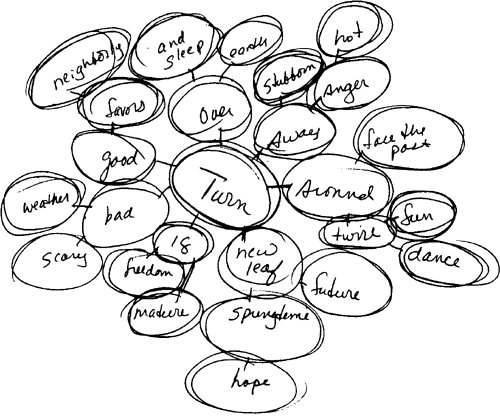 neighborly
and
sleep
earth
hot
stubborn
anger
favors
over
away
face the
past
good
Turn
around
weather
bad
fun
twirl
18
new
leaf
dance
scary
freedom
future
mature
springtime
hope